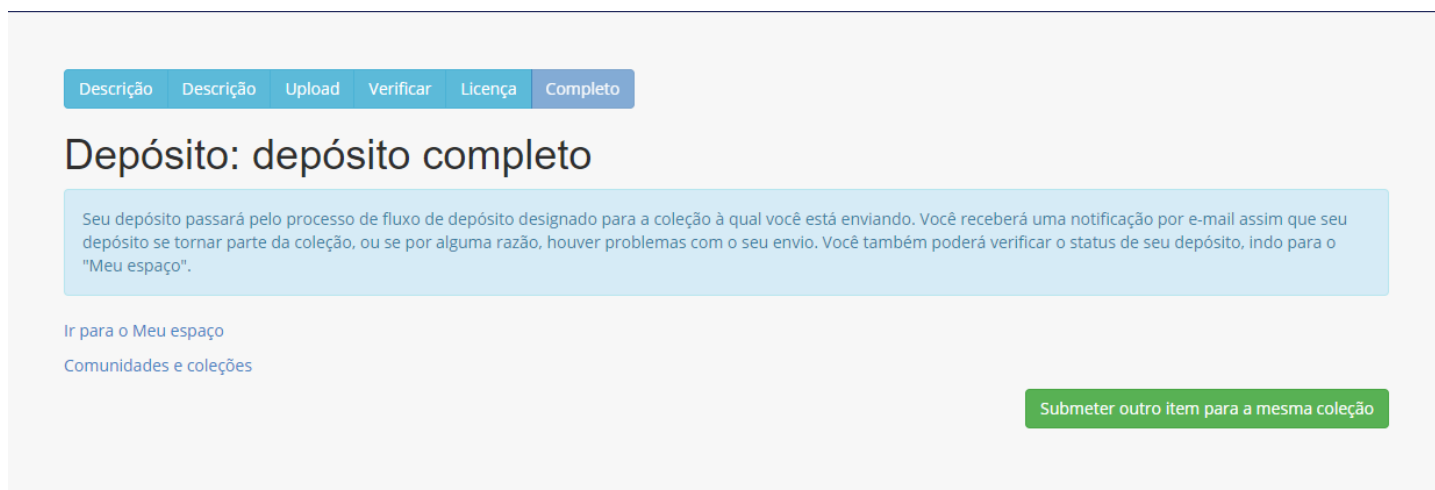 Descrição Descrição Upload Verificar Licença Completo
Depósito: depósito completo
Seu depósito passará pelo processo de fluxo de depósito designado para a coleção à qual você está enviando. Você receberá uma notificação por e-mail assim que seu
depósito se tornar parte da coleção, ou se por alguma razão, houver problemas com o seu envio. Você também poderá verificar o status de seu depósito, indo para o
"Meu espaço".
Ir para o Meu espaço
Comunidades e coleções
Submeter outro item para a mesma coleção